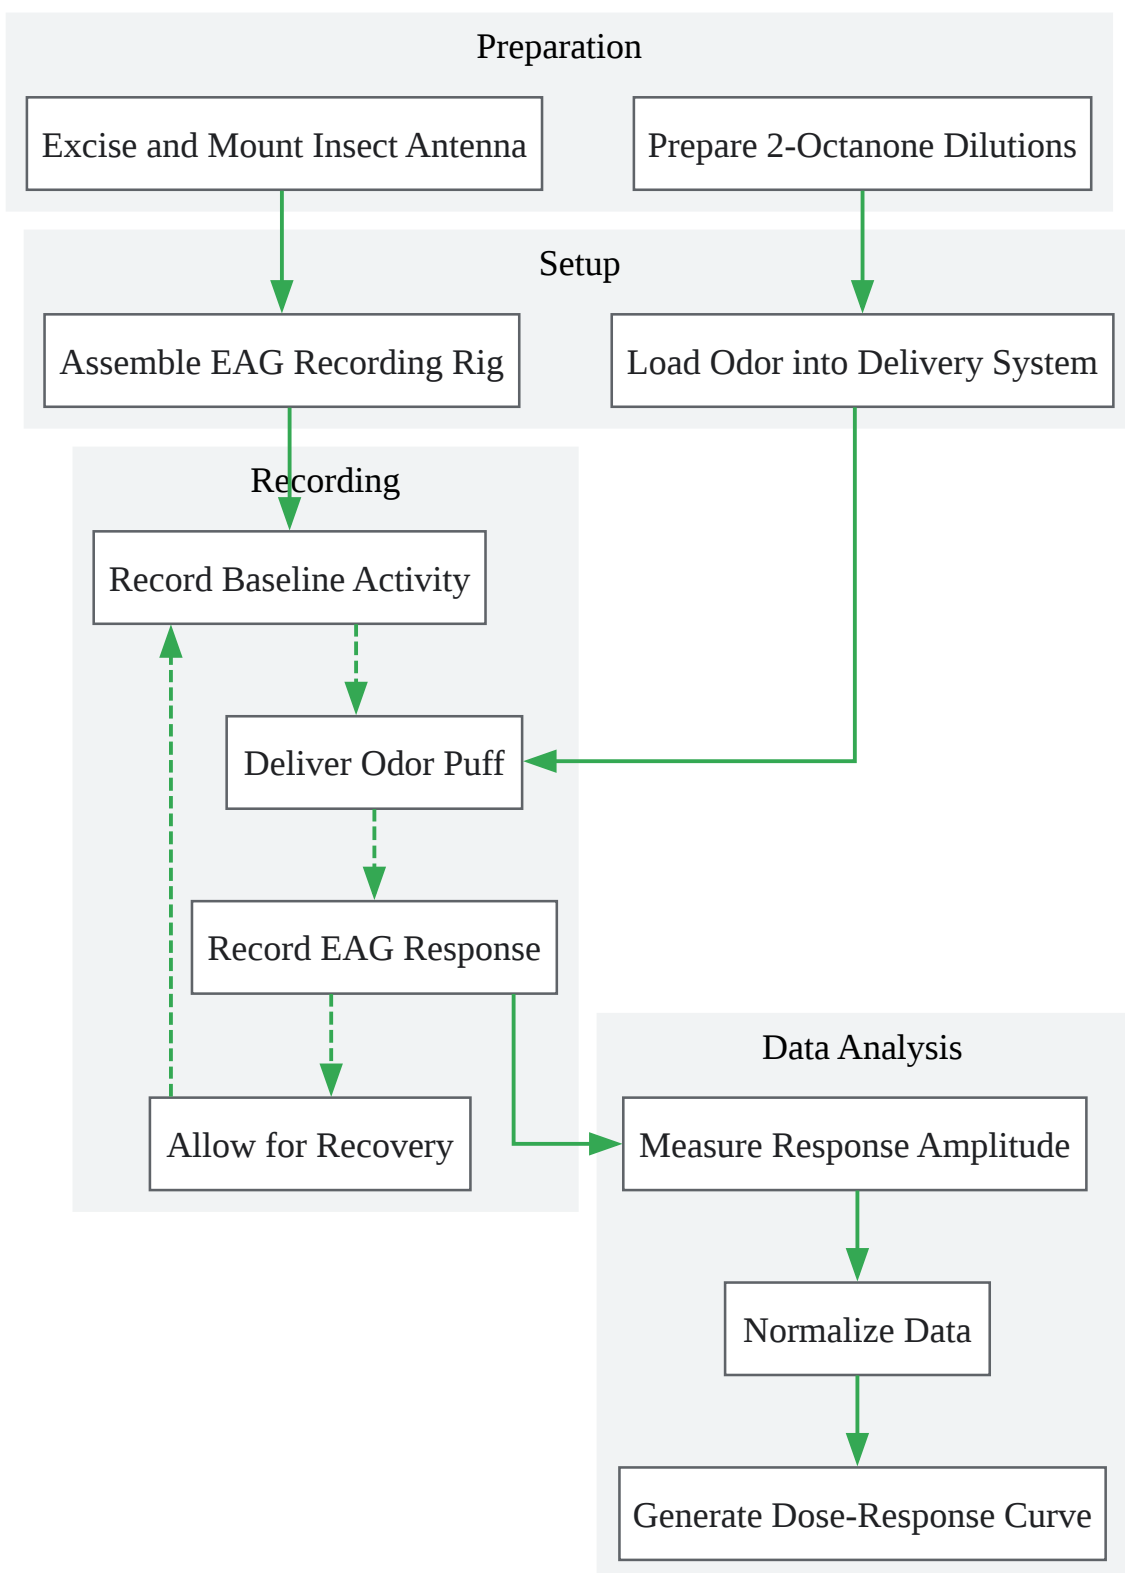 Preparation
Excise and Mount Insect Antenna
Prepare 2-Octanone Dilutions
Setup
Assemble EAG Recording Rig
Load Odor into Delivery System
Recording
Record Baseline Activity
Deliver Odor Puff
Record EAG Response
Allow for Recovery
Data Analysis
Measure Response Amplitude
Normalize Data
Generate Dose-Response Curve